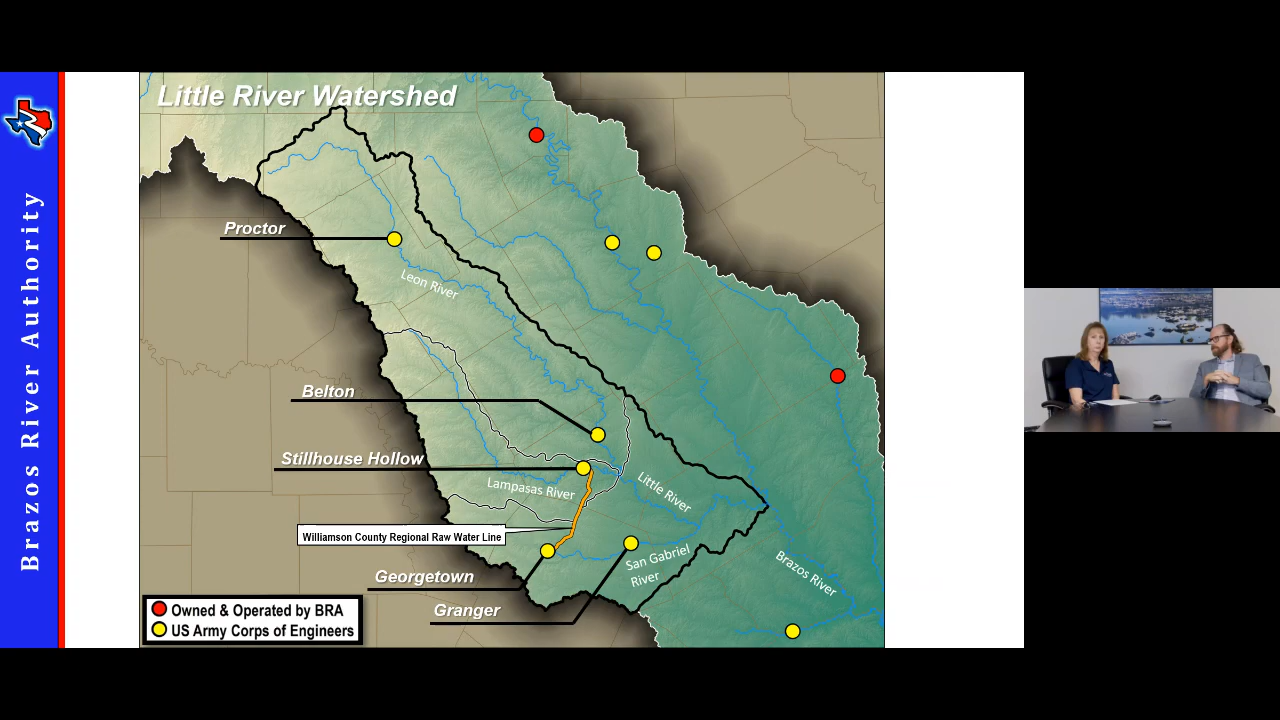 Brazos River Authority
Little River Watershed
Proctor
Leon River
Belton
Stillhouse Hollow
Lampasas River
Little River
Williamson County Regional Raw Water Line
San Gabriel
River
Brazos River
Georgetown
Granger
Owned & Operated by BRA
US Army Corps of Engineers